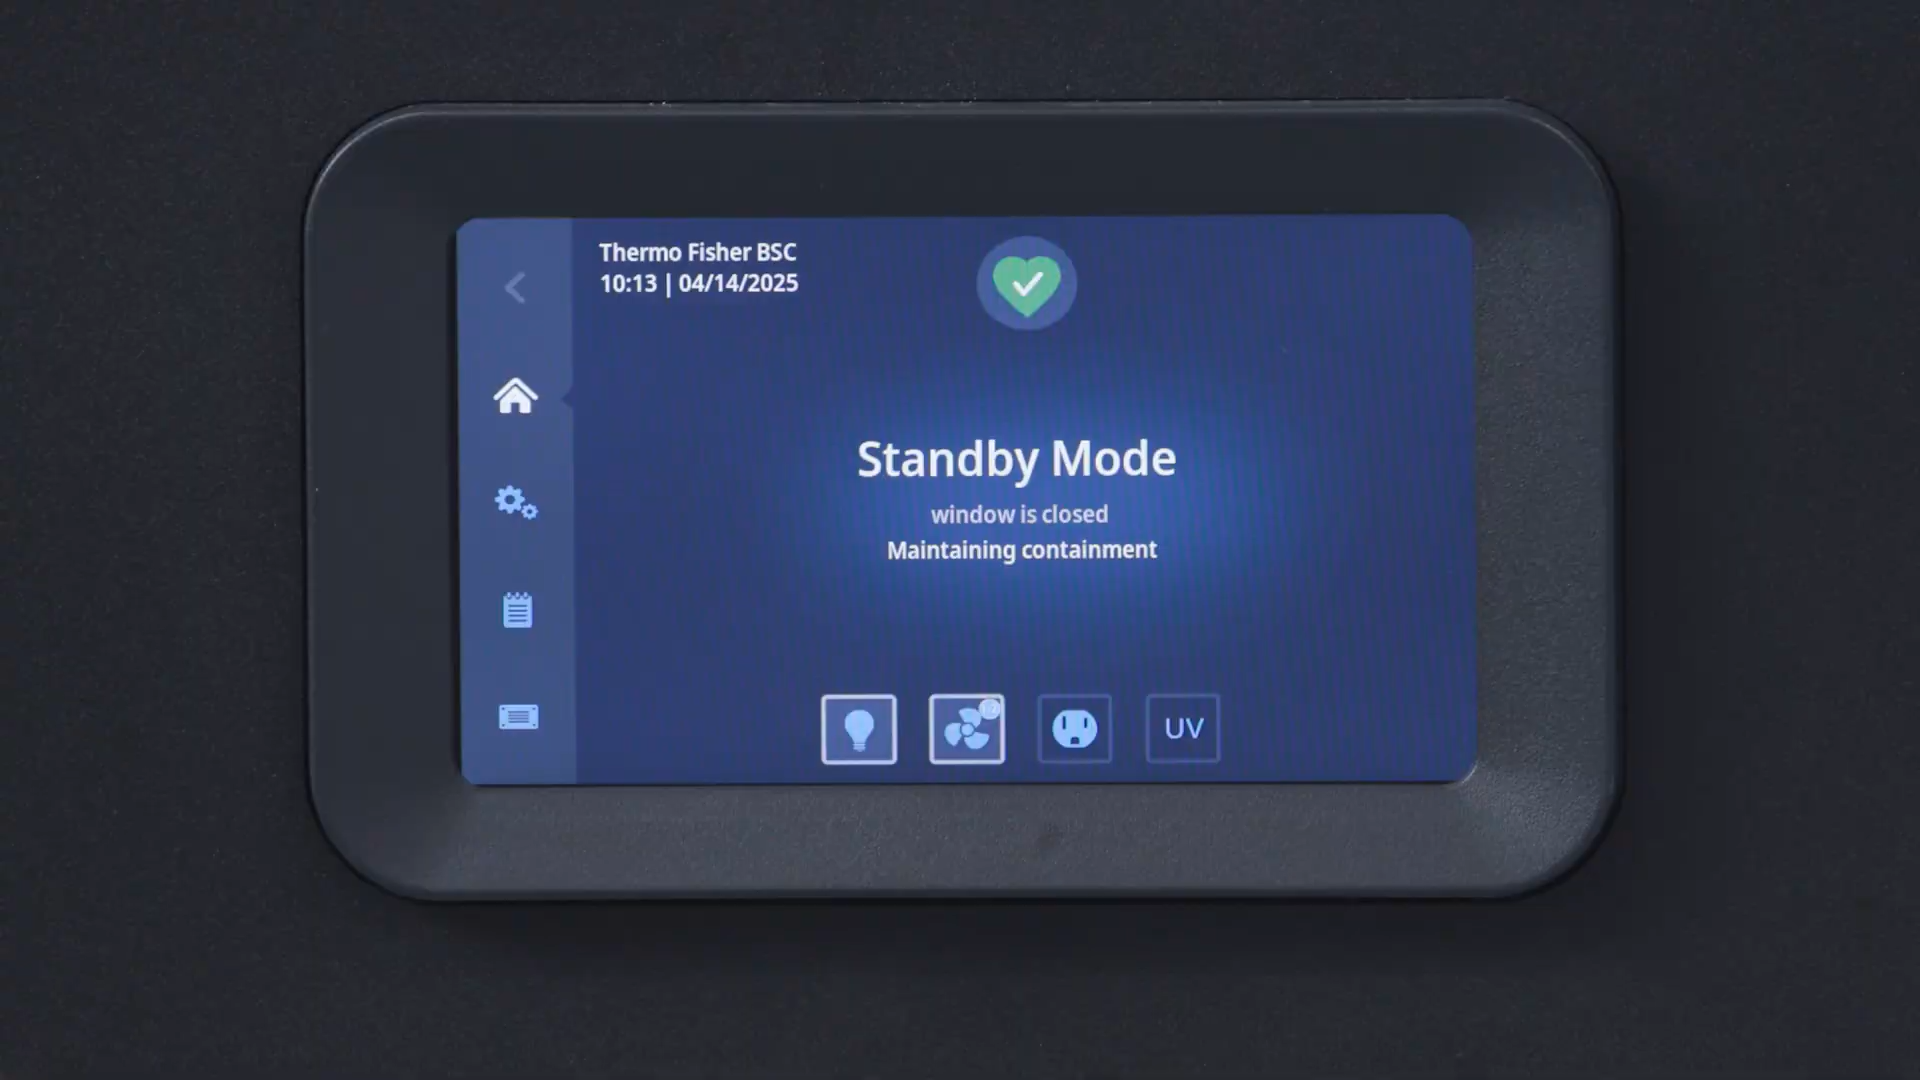 Thermo Fisher BSC
10:13 | 04/14/2025
Standby Mode
window is closed
Maintaining containment
UV